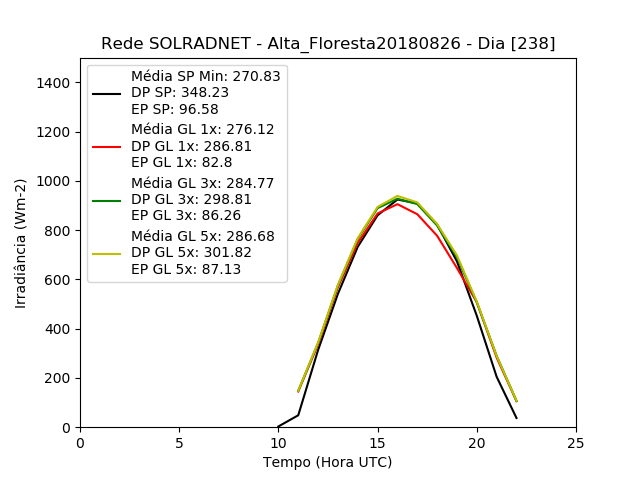 Rede SOLRADNET - Alta_Floresta20180826 - Dia [238]
Média SP Min: 270.83
DP SP: 348.23
EP SP: 96.58
Média GL 1x: 276.12
DP GL 1x: 286.81
EP GL 1x: 82.8
Média GL 3x: 284.77
DP GL 3x: 298.81
EP GL 3x: 86.26
Média GL 5x: 286.68
DP GL 5x: 301.82
EP GL 5x: 87.13
Irradiância (Wm-2)
1400
1200
1000
800
600
400
200
0
0 5 10 15 20 25
Tempo (Hora UTC)